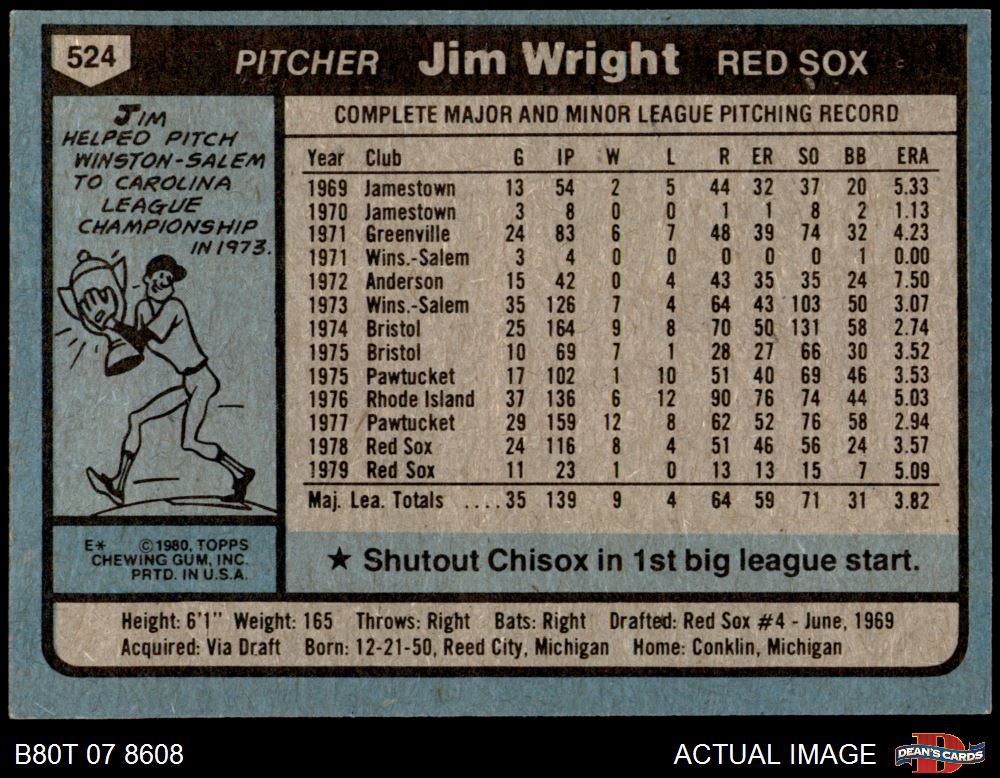 524
PITCHER Jim Wright RED SOX
JIM
HELPED PITCH
WINSTON-SALEM
TO CAROLINA
LEAGUE
CHAMPIONSHIP
IN 1973.
COMPLETE MAJOR AND MINOR LEAGUE PITCHING RECORD
Year Club G IP W L R ER SO BB ERA
1969 Jamestown 13 54 2 5 44 32 37 20 5.33
1970 Jamestown 3 8 0 0 1 1 8 2 1.13
1971 Greenville 24 83 6 7 48 39 74 32 4.23
1971 Wins.-Salem 3 4 0 0 0 0 0 1 0.00
1972 Anderson 15 42 0 4 43 35 35 24 7.50
1973 Wins.-Salem 35 126 7 4 64 43 103 50 3.07
1974 Bristol 25 164 9 8 70 50 131 58 2.74
1975 Bristol 10 69 7 1 28 27 66 30 3.52
1975 Pawtucket 17 102 1 10 51 40 69 46 3.53
1976 Rhode Island 37 136 6 12 90 76 74 44 5.03
1977 Pawtucket 29 159 12 8 62 52 76 58 2.94
1978 Red Sox 24 116 8 4 51 46 56 24 3.57
1979 Red Sox 11 23 1 0 13 13 15 7 5.09
Maj. Lea. Totals ....35 139 9 4 64 59 71 31 3.82
E* ©1980, TOPPS
CHEWING GUM, INC.
PRTD. IN U.S.A.
★ Shutout Chisox in 1st big league start.
Height: 6'1" Weight: 165 Throws: Right Bats: Right Drafted: Red Sox #4 - June, 1969
Acquired: Via Draft Born: 12-21-50, Reed City, Michigan Home: Conklin, Michigan
B80T 07 8608
ACTUAL IMAGE
D
DEAN'S CARDS